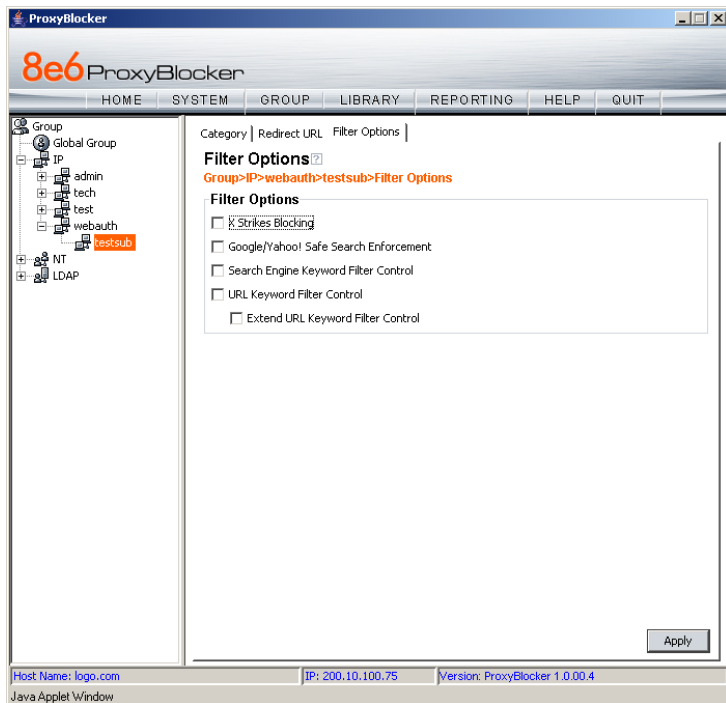 ProxyBlocker
8e6 ProxyBlocker
HOME SYSTEM GROUP LIBRARY REPORTING HELP QUIT
Group
Global Group
IP
admin
tech
test
webauth
testsub
NT
LDAP
Category Redirect URL Filter Options
Filter Options ?
Group>IP>webauth>testsub>Filter Options
Filter Options
X Strikes Blocking
Google/Yahoo! Safe Search Enforcement
Search Engine Keyword Filter Control
URL Keyword Filter Control
Extend URL Keyword Filter Control
Apply
Host Name: logo.com IP: 200.10.100.75 Version: ProxyBlocker 1.0.00.4
Java Applet Window